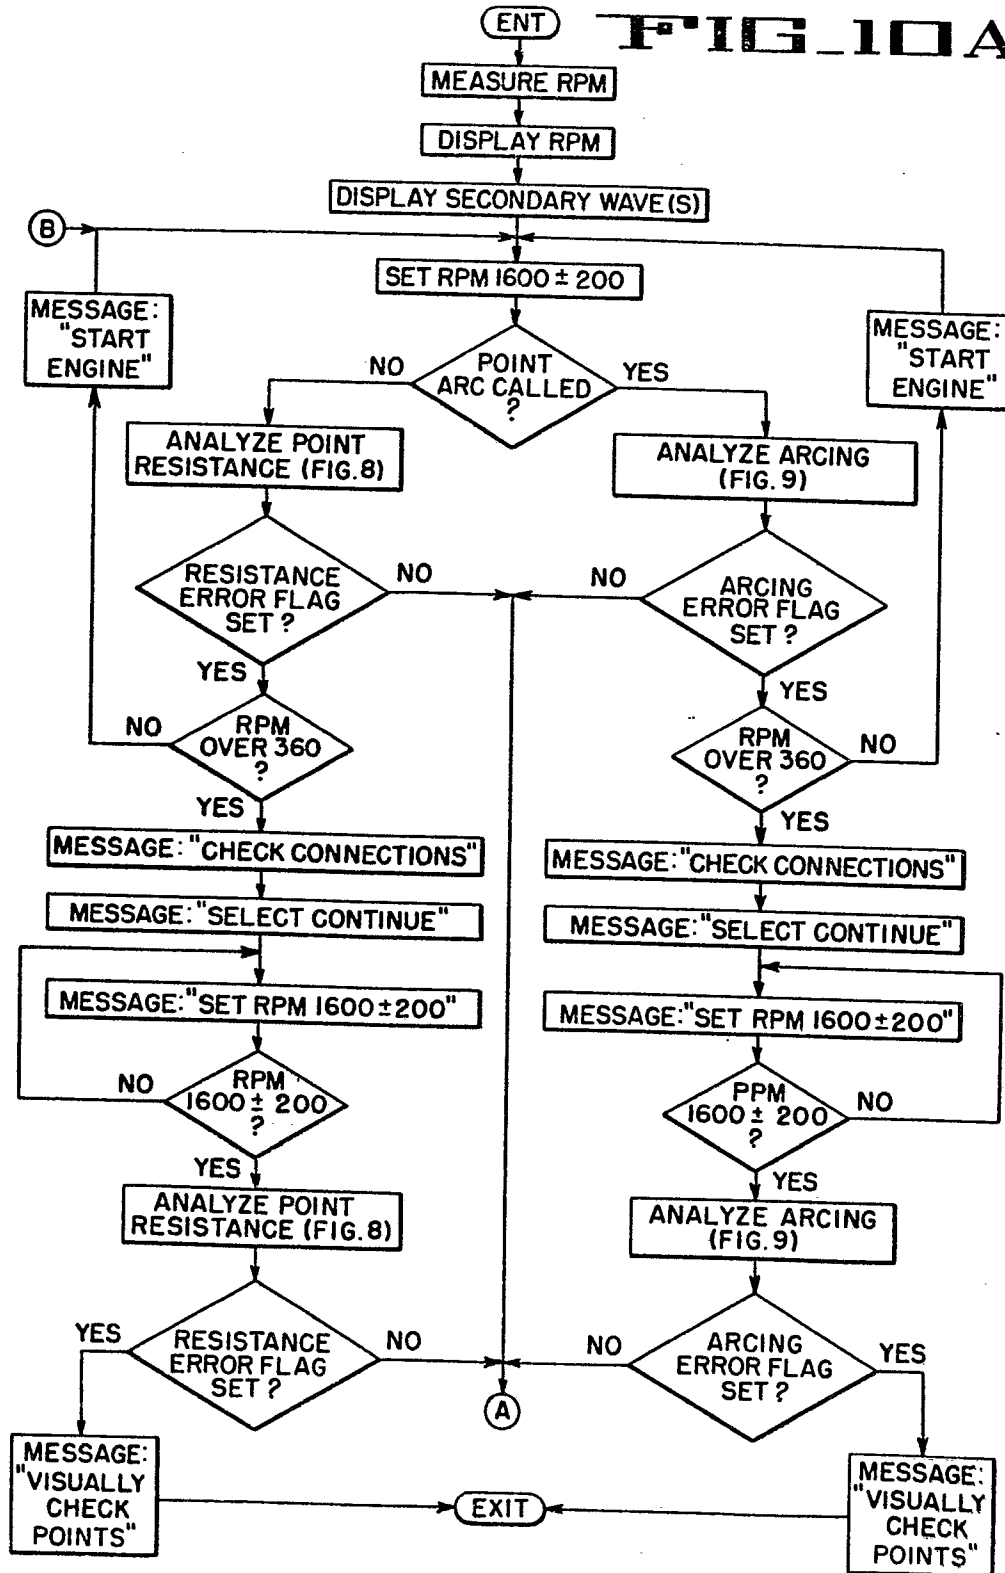 ENT
FIG_10A
MEASURE RPM
DISPLAY RPM
DISPLAY SECONDARY WAVE(S)
B
SET RPM 1600 ± 200
MESSAGE:
"START
ENGINE"
MESSAGE:
"START
ENGINE"
NO
POINT
ARC CALLED
?
YES
ANALYZE POINT
RESISTANCE (FIG.8)
ANALYZE ARCING
(FIG. 9)
RESISTANCE
ERROR FLAG
SET ?
NO
NO
ARCING
ERROR FLAG
SET ?
YES
YES
NO
RPM
OVER 360
?
RPM
OVER 360
?
NO
YES
YES
MESSAGE: "CHECK CONNECTIONS"
MESSAGE: "CHECK CONNECTIONS"
MESSAGE: "SELECT CONTINUE"
MESSAGE: "SELECT CONTINUE"
MESSAGE: "SET RPM 1600 ±200"
MESSAGE: "SET RPM 1600±200"
NO
RPM
1600 ± 200
?
PPM
1600 ± 200
?
NO
YES
YES
ANALYZE POINT
RESISTANCE (FIG.8)
ANALYZE ARCING
(FIG.9)
YES
RESISTANCE
ERROR FLAG
SET ?
NO
NO
ARCING
ERROR FLAG
SET ?
YES
A
MESSAGE:
"VISUALLY
CHECK
POINTS"
EXIT
MESSAGE:
"VISUALLY
CHECK
POINTS"